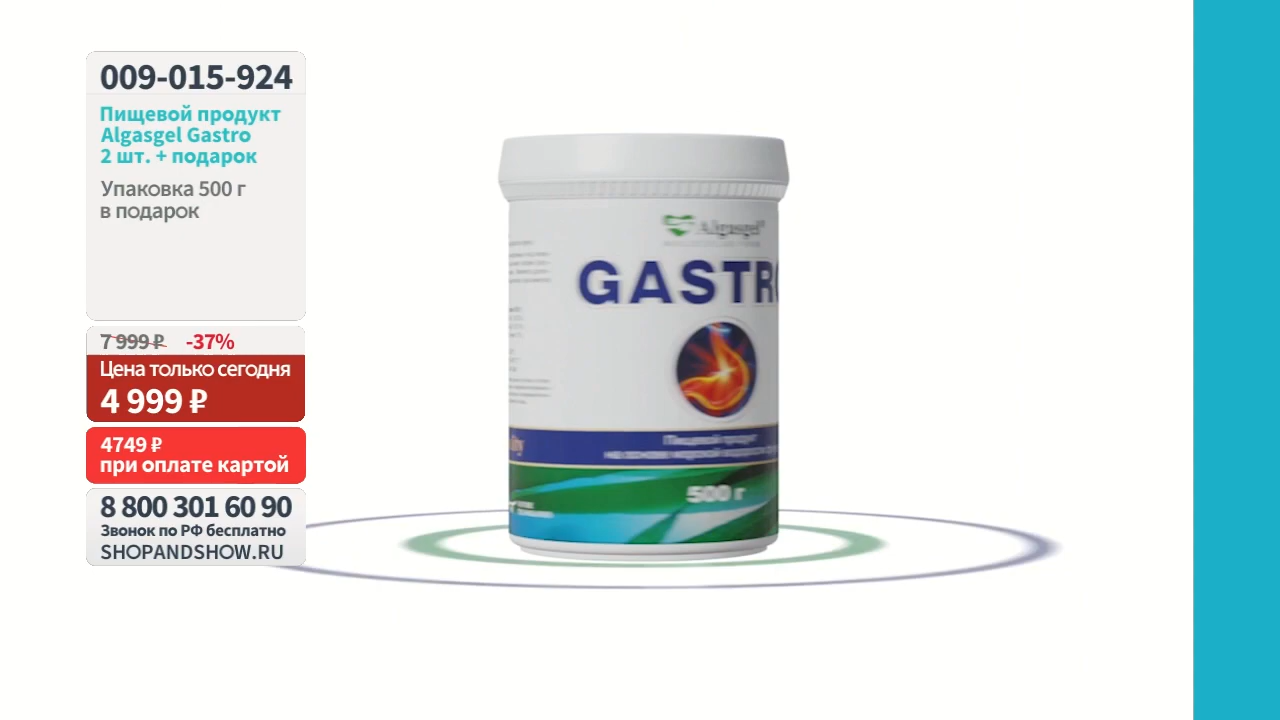 009-015-924
Пищевой продукт
Algasgel Gastro
2 шт. + подарок
Упаковка 500 г
в подарок
7 999 ₽ -37%
Цена только сегодня
4 999 ₽
4749 ₽
при оплате картой
8 800 301 60 90
Звонок по РФ бесплатно
SHOPANDSHOW.RU
Algasgel
GASTR
Пищевой продукт
500 г